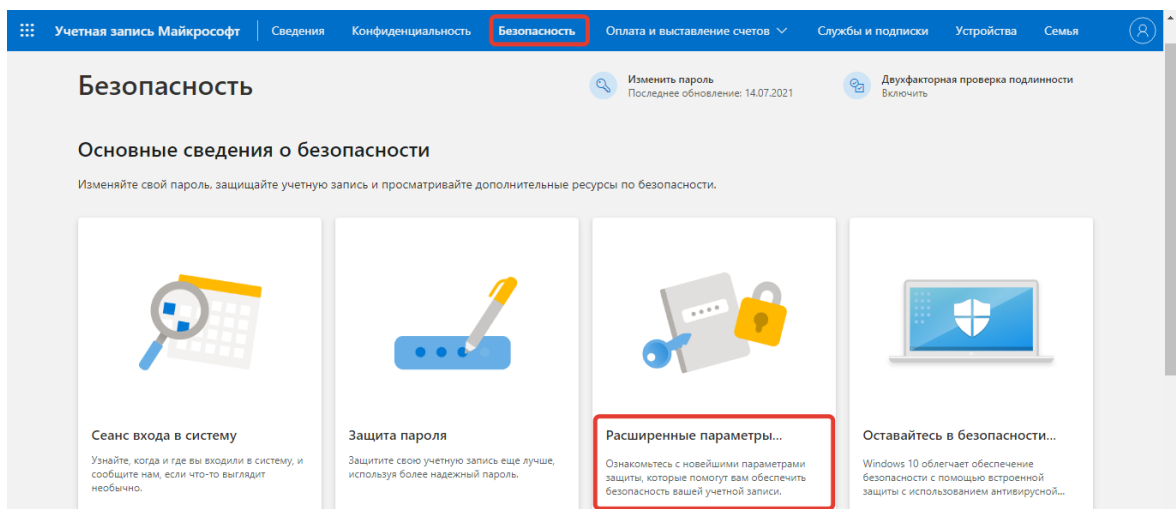 Учетная запись Майкрософт
Сведения
Конфиденциальность
Безопасность
Оплата и выставление счетов
Службы и подписки
Устройства
Семья
Безопасность
Изменить пароль
Последнее обновление: 14.07.2021
Двухфакторная проверка подлинности
Включить
Основные сведения о безопасности
Изменяйте свой пароль, защищайте учетную запись и просматривайте дополнительные ресурсы по безопасности.
Сеанс входа в систему
Узнайте, когда и где вы входили в систему, и
сообщите нам, если что-то выглядит
необычно.
Защита пароля
Защитите свою учетную запись еще лучше,
используя более надежный пароль.
Расширенные параметры...
Ознакомьтесь с новейшими параметрами
защиты, которые помогут вам обеспечить
безопасность вашей учетной записи.
Оставайтесь в безопасности...
Windows 10 облегчает обеспечение
безопасности с помощью встроенной
защиты с использованием антивирусной...